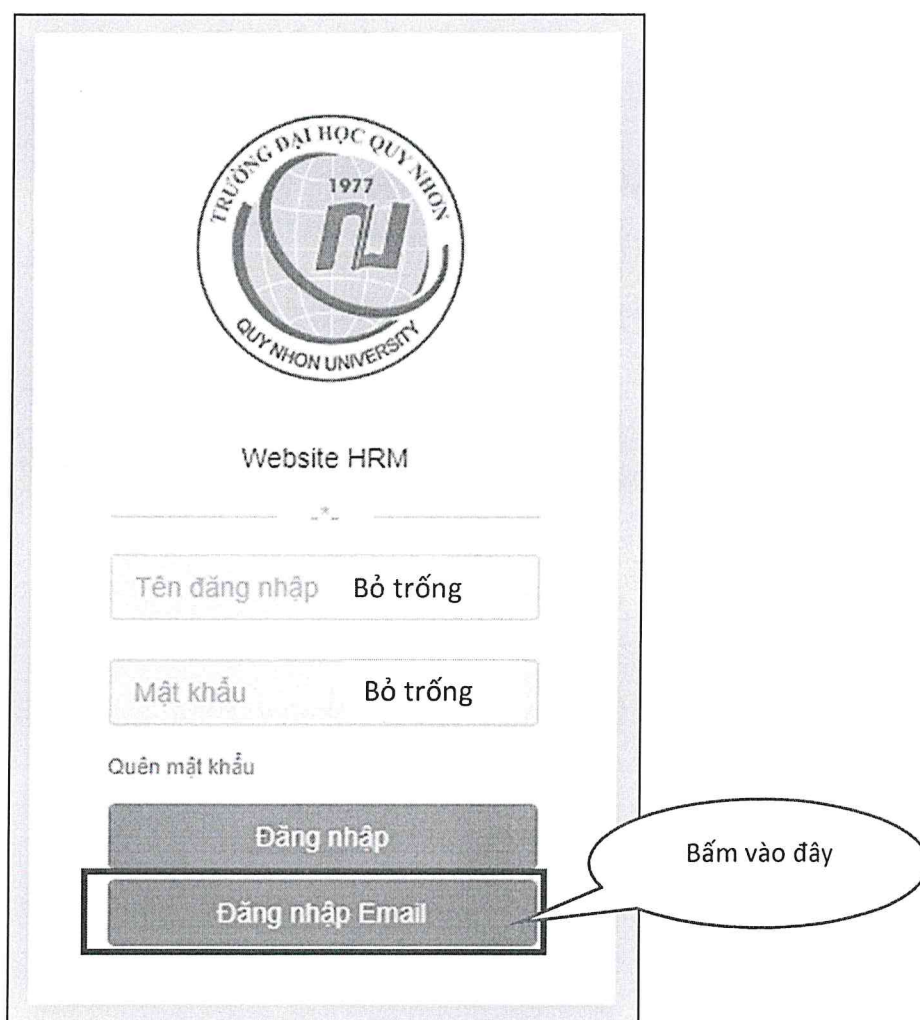 TRƯỜNG ĐẠI HỌC QUY NHƠN
1977
QUY NHON UNIVERSITY
Website HRM
-*-
Tên đăng nhập Bỏ trống
Mật khẩu Bỏ trống
Quên mật khẩu
Đăng nhập
Bấm vào đây
Đăng nhập Email